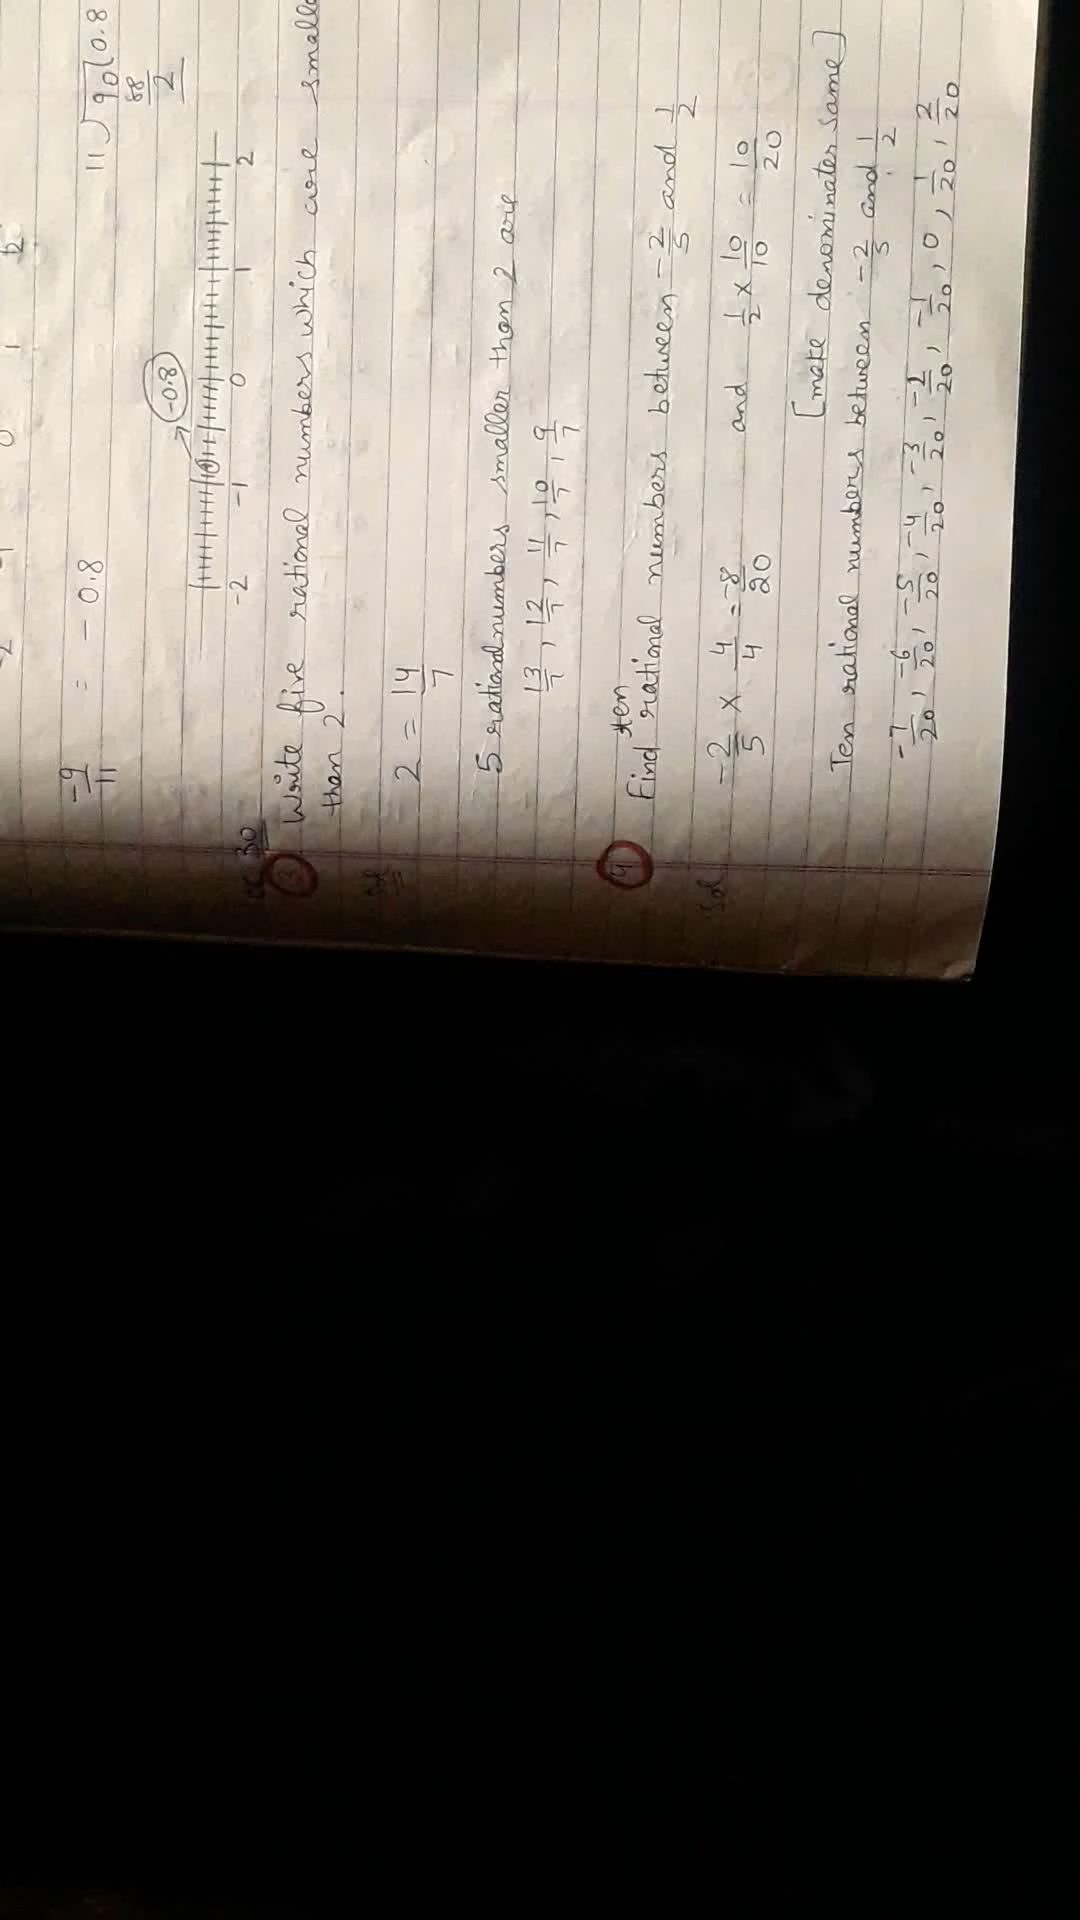 -9/11 = - 0.8
11√90(0.8
88
2
-0.8
-2 -1 0 1 2
30
3 Write five rational numbers which are
than 2.
Sol 2 = 14/7
5 rational numbers smaller than 2 are
13/7, 12/7, 11/7, 10/7, 9/7
4 Find ten rational numbers between -2/5 and 1/2
Sol -2/5 × 4/4 = -8/20 and 1/2 × 10/10 = 10/20
[make denominator same]
Ten rational numbers between -2/5 and 1/2
-7/20, -6/20, -5/20, -4/20, -3/20, -2/20, -1/20, 0, 1/20, 2/20